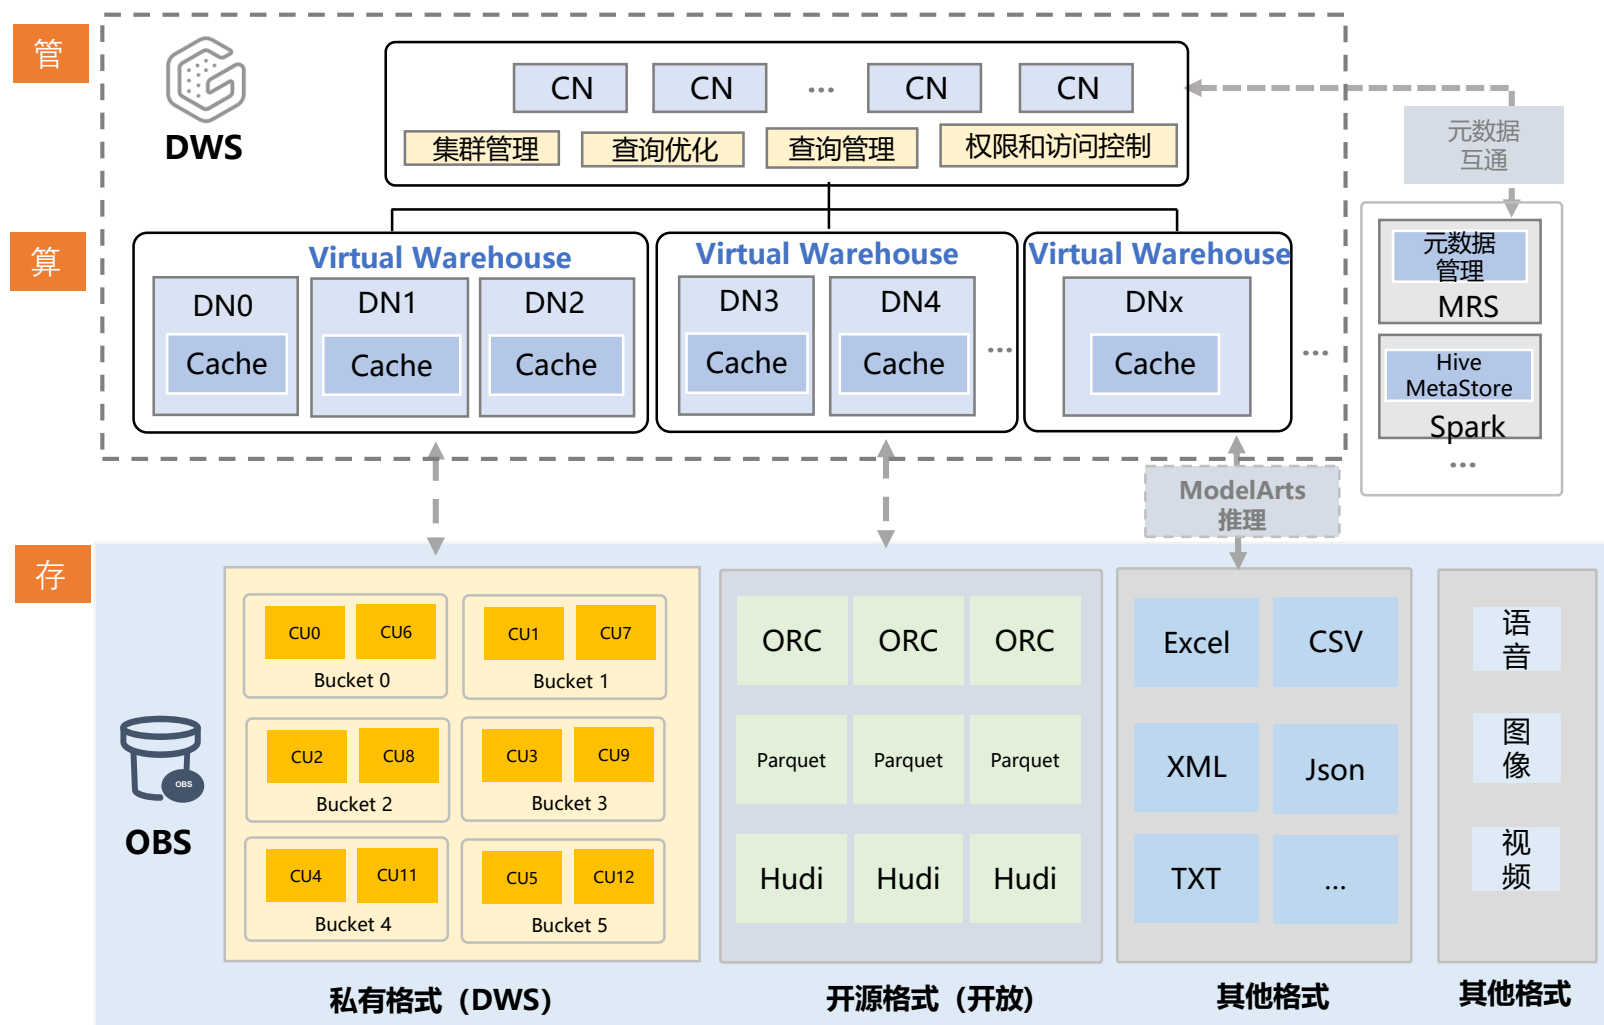 管
DWS
CN
CN
...
CN
CN
集群管理
查询优化
查询管理
权限和访问控制
元数据
互通
算
Virtual Warehouse
DN0
Cache
DN1
Cache
DN2
Cache
Virtual Warehouse
DN3
Cache
DN4
Cache
...
Virtual Warehouse
DNx
Cache
...
元数据
管理
MRS
Hive
MetaStore
Spark
...
ModelArts
推理
存
OBS
OBS
CU0
CU6
Bucket 0
CU1
CU7
Bucket 1
CU2
CU8
Bucket 2
CU3
CU9
Bucket 3
CU4
CU11
Bucket 4
CU5
CU12
Bucket 5
私有格式（DWS）
ORC
ORC
ORC
Parquet
Parquet
Parquet
Hudi
Hudi
Hudi
开源格式（开放）
Excel
CSV
XML
Json
TXT
...
其他格式
语
音
图
像
视
频
其他格式